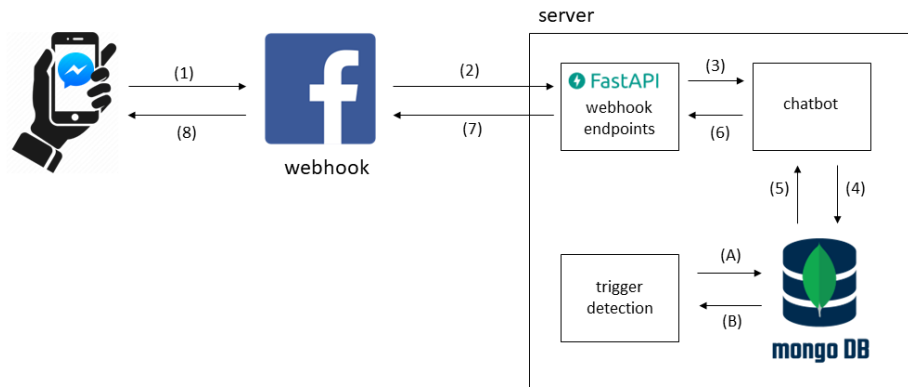 server
(1)
(2)
FastAPI
webhook
endpoints
(3)
chatbot
(8)
(7)
(6)
webhook
(5)
(4)
trigger
detection
(A)
(B)
mongo DB